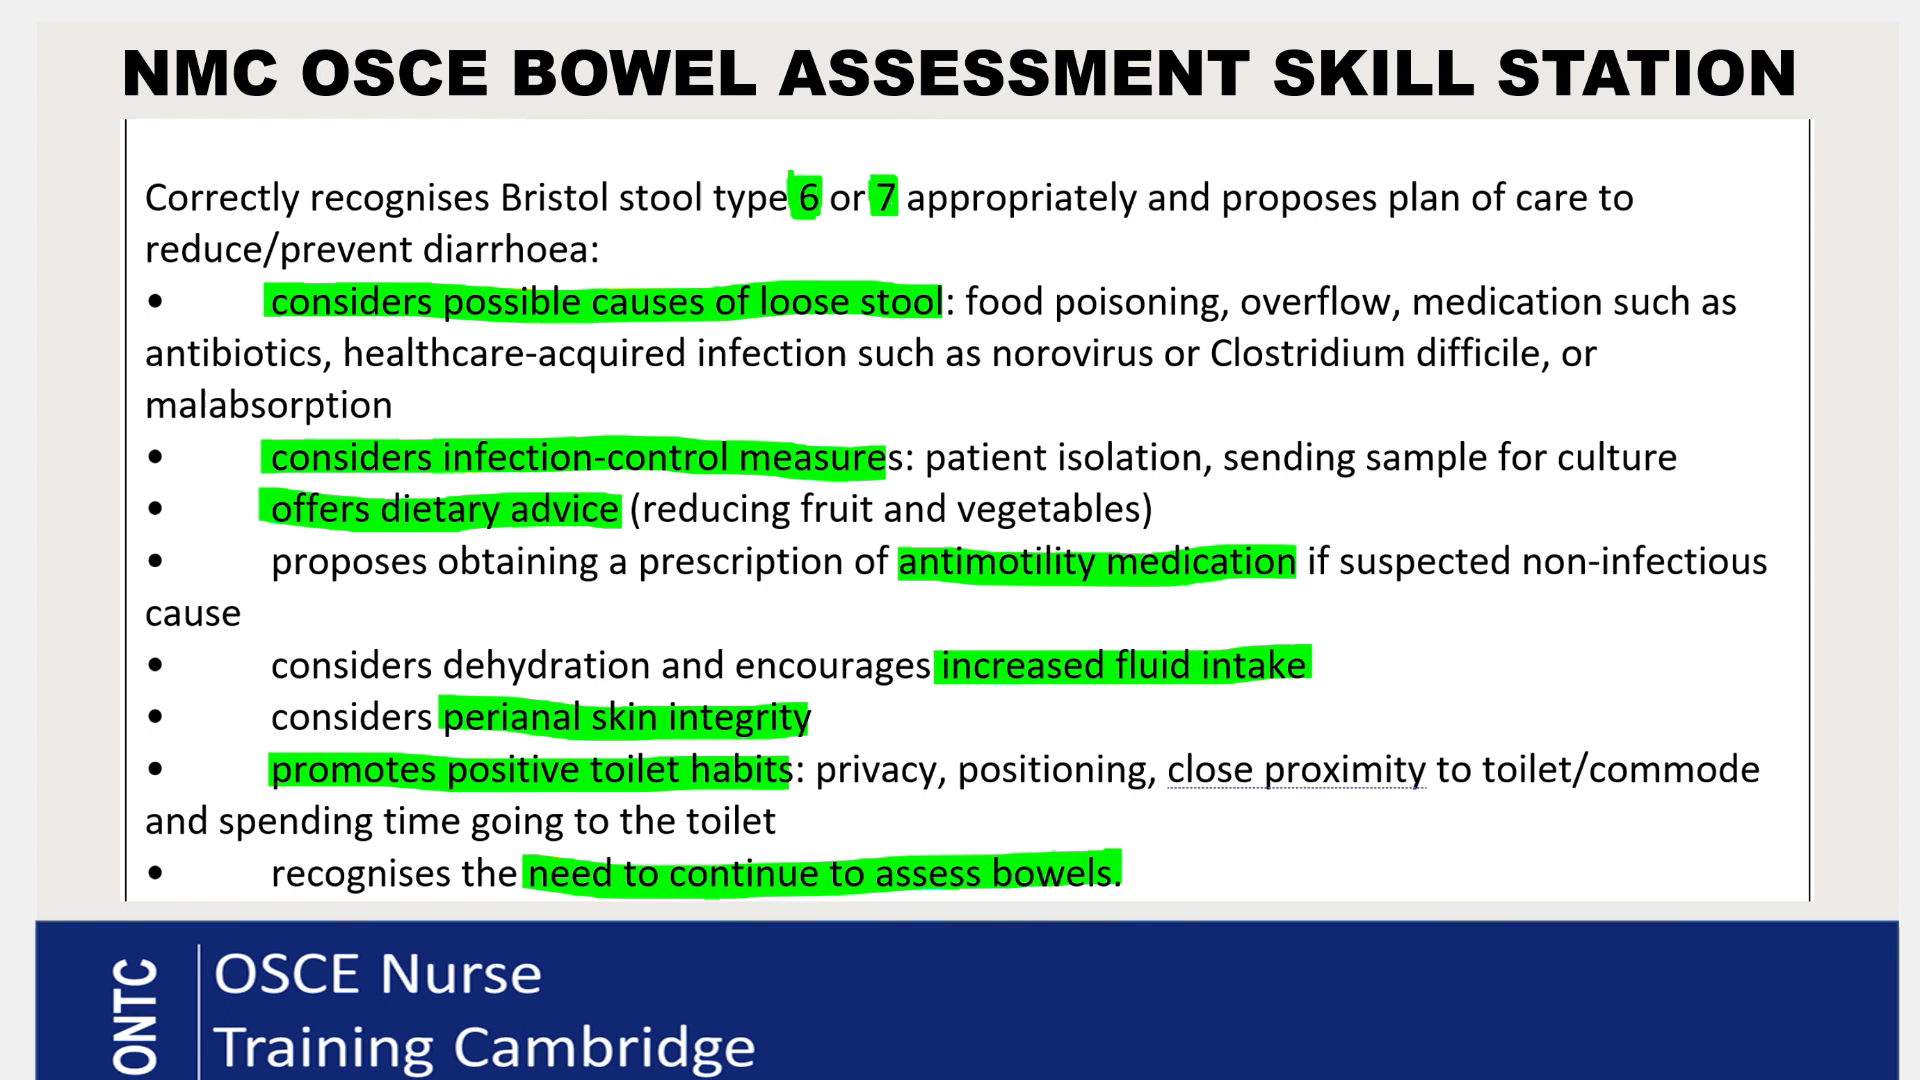 NMC OSCE BOWEL ASSESSMENT SKILL STATION
Correctly recognises Bristol stool type 6 or 7 appropriately and proposes plan of care to
reduce/prevent diarrhoea:
• considers possible causes of loose stool: food poisoning, overflow, medication such as
antibiotics, healthcare-acquired infection such as norovirus or Clostridium difficile, or
malabsorption
• considers infection-control measures: patient isolation, sending sample for culture
• offers dietary advice (reducing fruit and vegetables)
• proposes obtaining a prescription of antimotility medication if suspected non-infectious
cause
• considers dehydration and encourages increased fluid intake
• considers perianal skin integrity
• promotes positive toilet habits: privacy, positioning, close proximity to toilet/commode
and spending time going to the toilet
• recognises the need to continue to assess bowels.
ONTC
OSCE Nurse
Training Cambridge